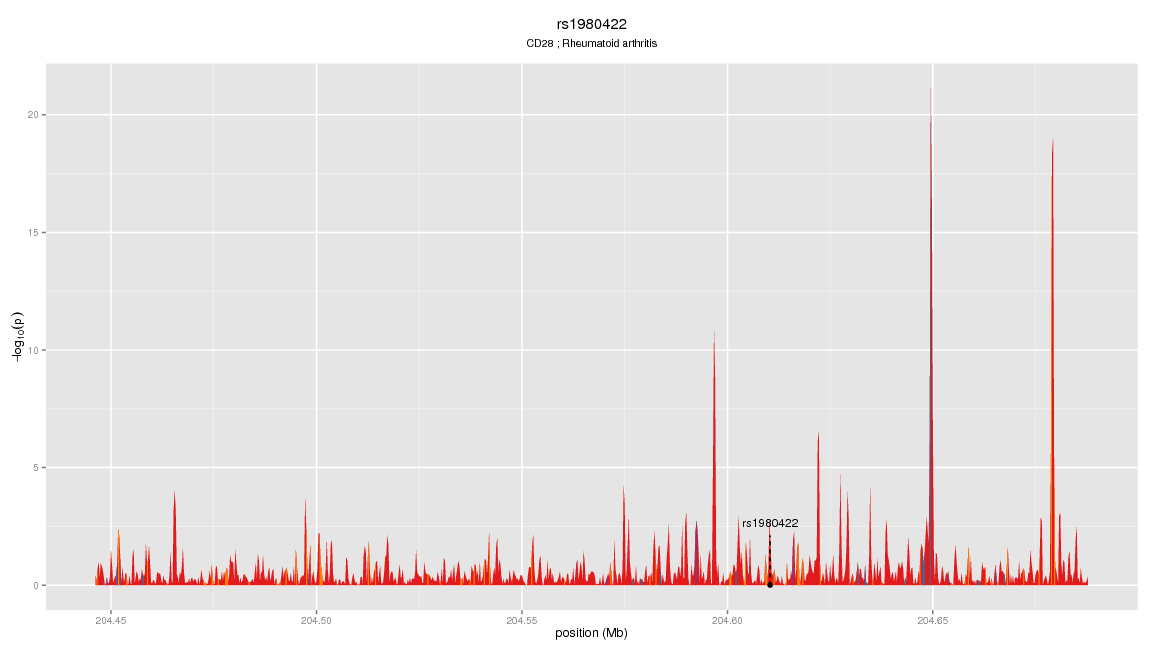 rs1980422
CD28 ; Rheumatoid arthritis
20
15
10
5
0
−log10(p)
rs1980422
204.45
204.50
204.55
204.60
204.65
position (Mb)